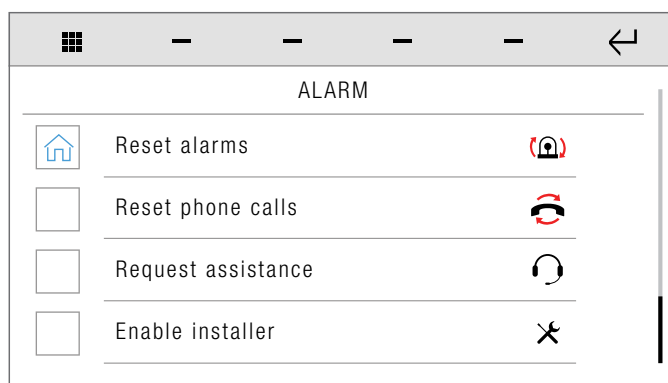 ALARM
Reset alarms
Reset phone calls
Request assistance
Enable installer